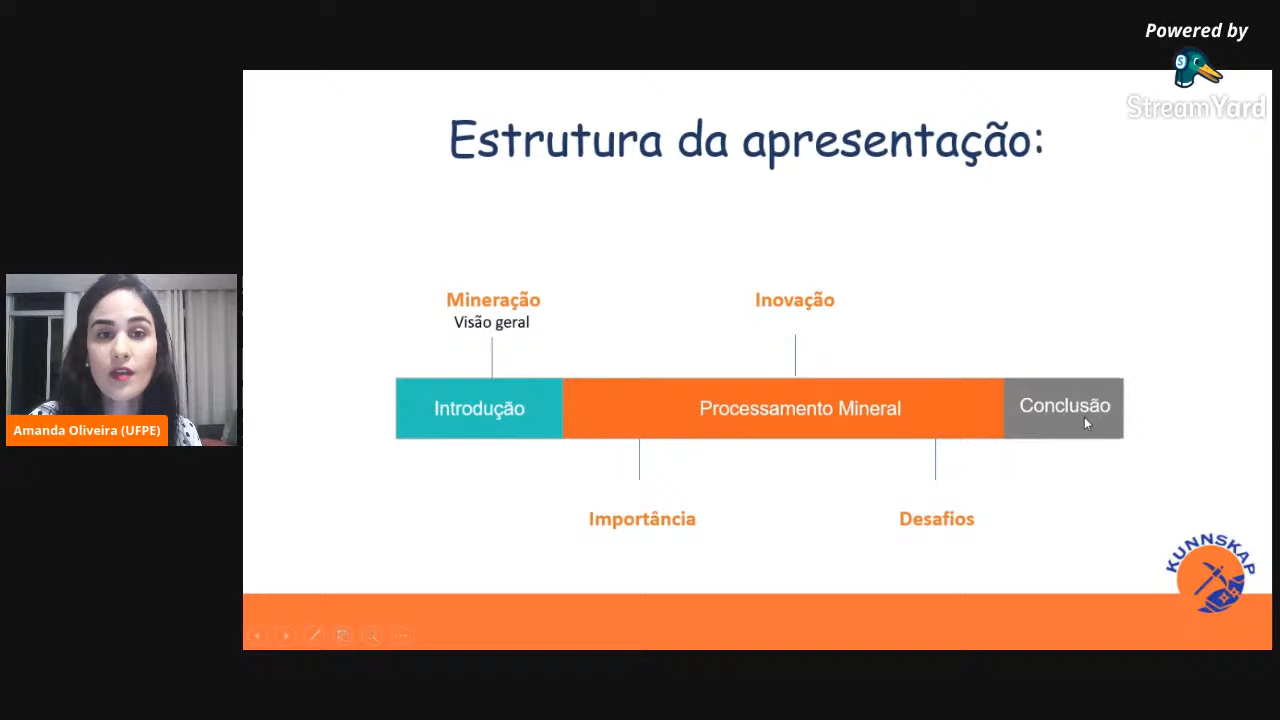 Powered by
StreamYard
Estrutura da apresentação:
Mineração
Visão geral
Inovação
Introdução
Processamento Mineral
Conclusão
Importância
Desafios
Amanda Oliveira (UFPE)
KUNNSKAP